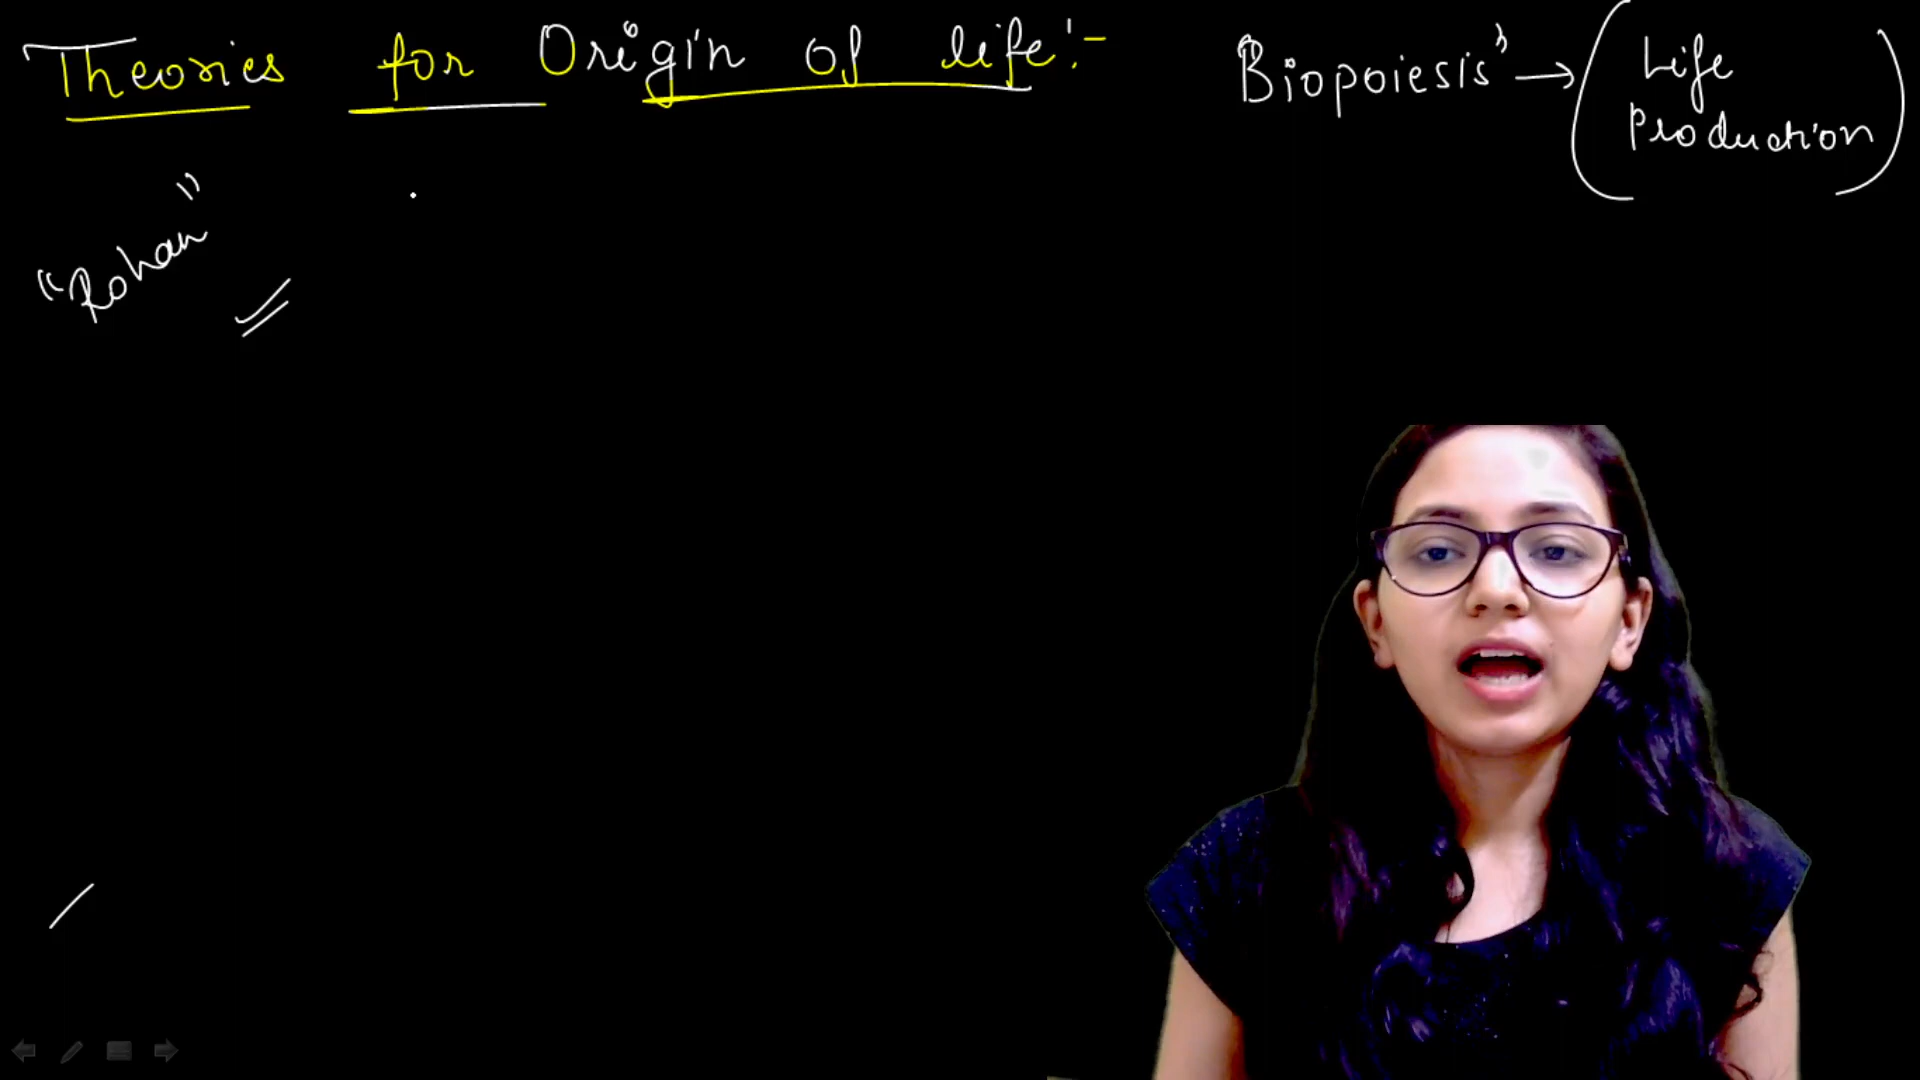 Theories for Origin of life:-
Biopoiesis' → (Life
Production)
"Rohan"